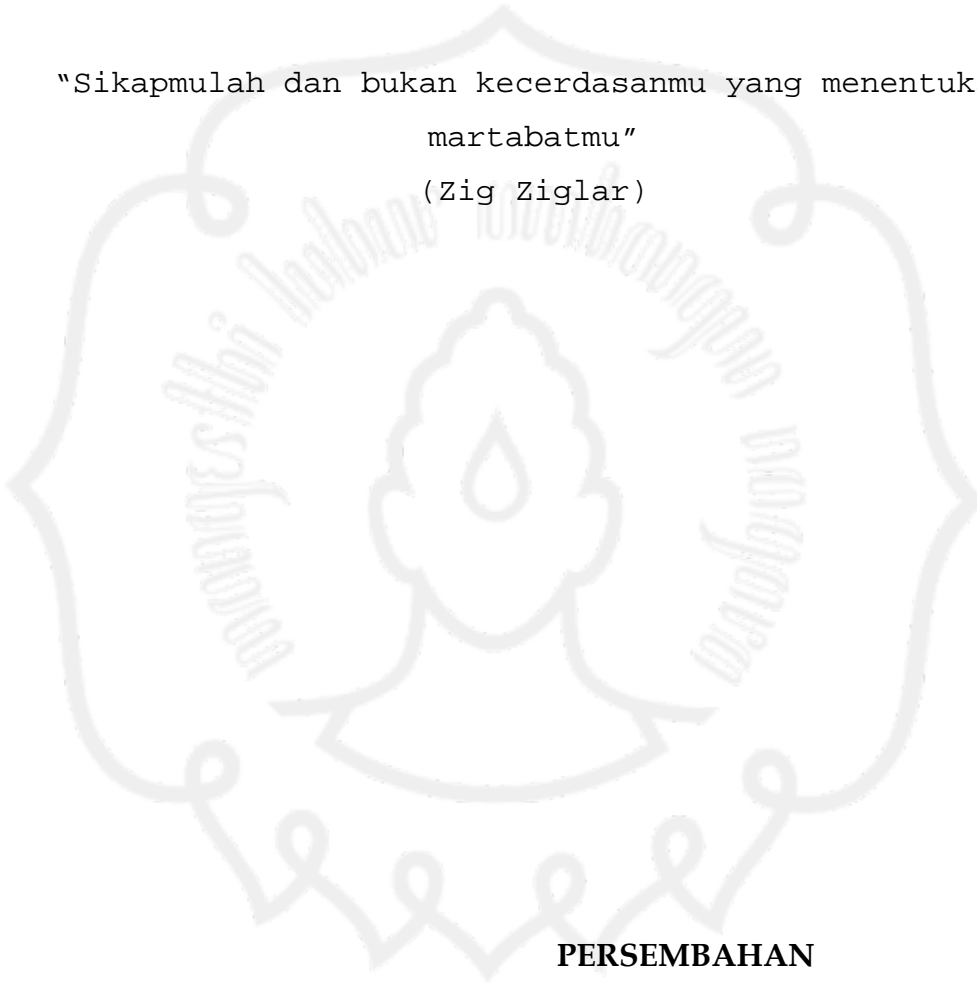 “Sikapmulah dan bukan kecerdasanmu yang menentuk
martabatmu”
(Zig Ziglar)
PERSEMBAHAN